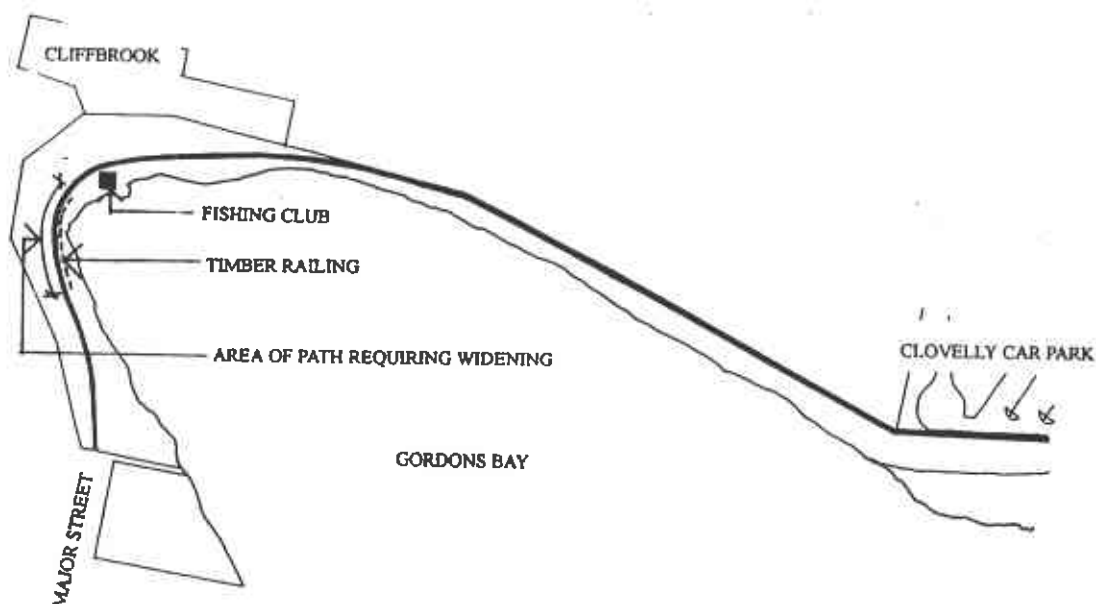 CLIFFBROOK
FISHING CLUB
TIMBER RAILING
AREA OF PATH REQUIRING WIDENING
CLOVELLY CAR PARK
GORDONS BAY
MAJOR STREET